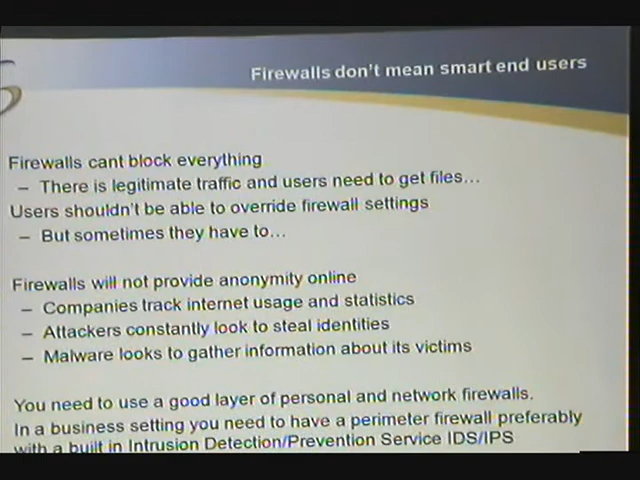 Firewalls don't mean smart end users
Firewalls cant block everything
– There is legitimate traffic and users need to get files…
Users shouldn't be able to override firewall settings
– But sometimes they have to…
Firewalls will not provide anonymity online
– Companies track internet usage and statistics
– Attackers constantly look to steal identities
– Malware looks to gather information about its victims
You need to use a good layer of personal and network firewalls.
In a business setting you need to have a perimeter firewall preferably
with a built in Intrusion Detection/Prevention Service IDS/IPS